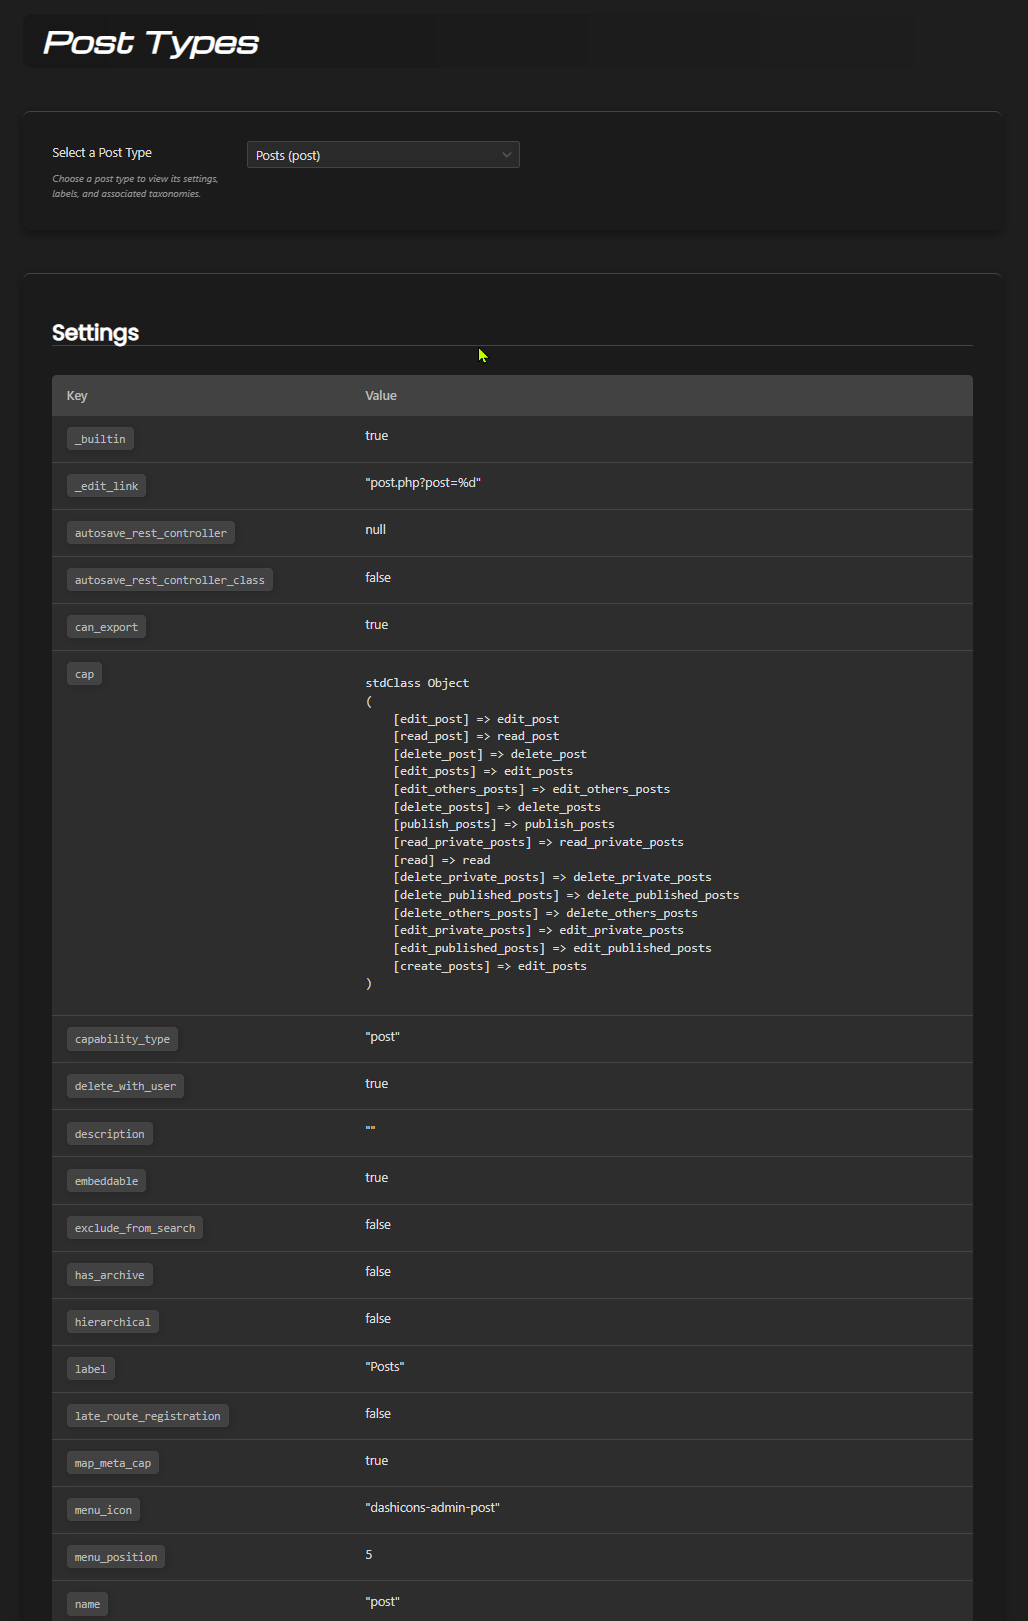 Post Types
Select a Post Type
Posts (post)
Choose a post type to view its settings,
labels, and associated taxonomies.
Settings
Key Value
_builtin true
_edit_link "post.php?post=%d"
autosave_rest_controller null
autosave_rest_controller_class false
can_export true
cap
stdClass Object
(
[edit_post] => edit_post
[read_post] => read_post
[delete_post] => delete_post
[edit_posts] => edit_posts
[edit_others_posts] => edit_others_posts
[delete_posts] => delete_posts
[publish_posts] => publish_posts
[read_private_posts] => read_private_posts
[read] => read
[delete_private_posts] => delete_private_posts
[delete_published_posts] => delete_published_posts
[delete_others_posts] => delete_others_posts
[edit_private_posts] => edit_private_posts
[edit_published_posts] => edit_published_posts
[create_posts] => edit_posts
)
capability_type "post"
delete_with_user true
description ""
embeddable true
exclude_from_search false
has_archive false
hierarchical false
label "Posts"
late_route_registration false
map_meta_cap true
menu_icon "dashicons-admin-post"
menu_position 5
name "post"